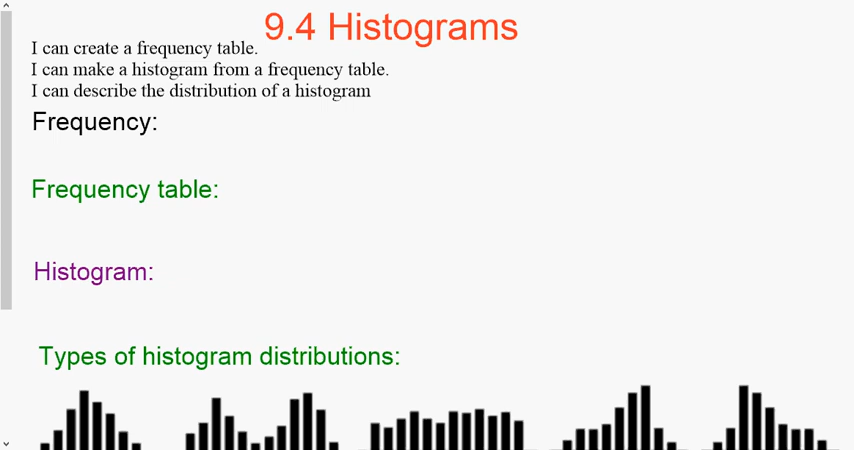 9.4 Histograms
I can create a frequency table.
I can make a histogram from a frequency table.
I can describe the distribution of a histogram
Frequency:
Frequency table:
Histogram:
Types of histogram distributions: